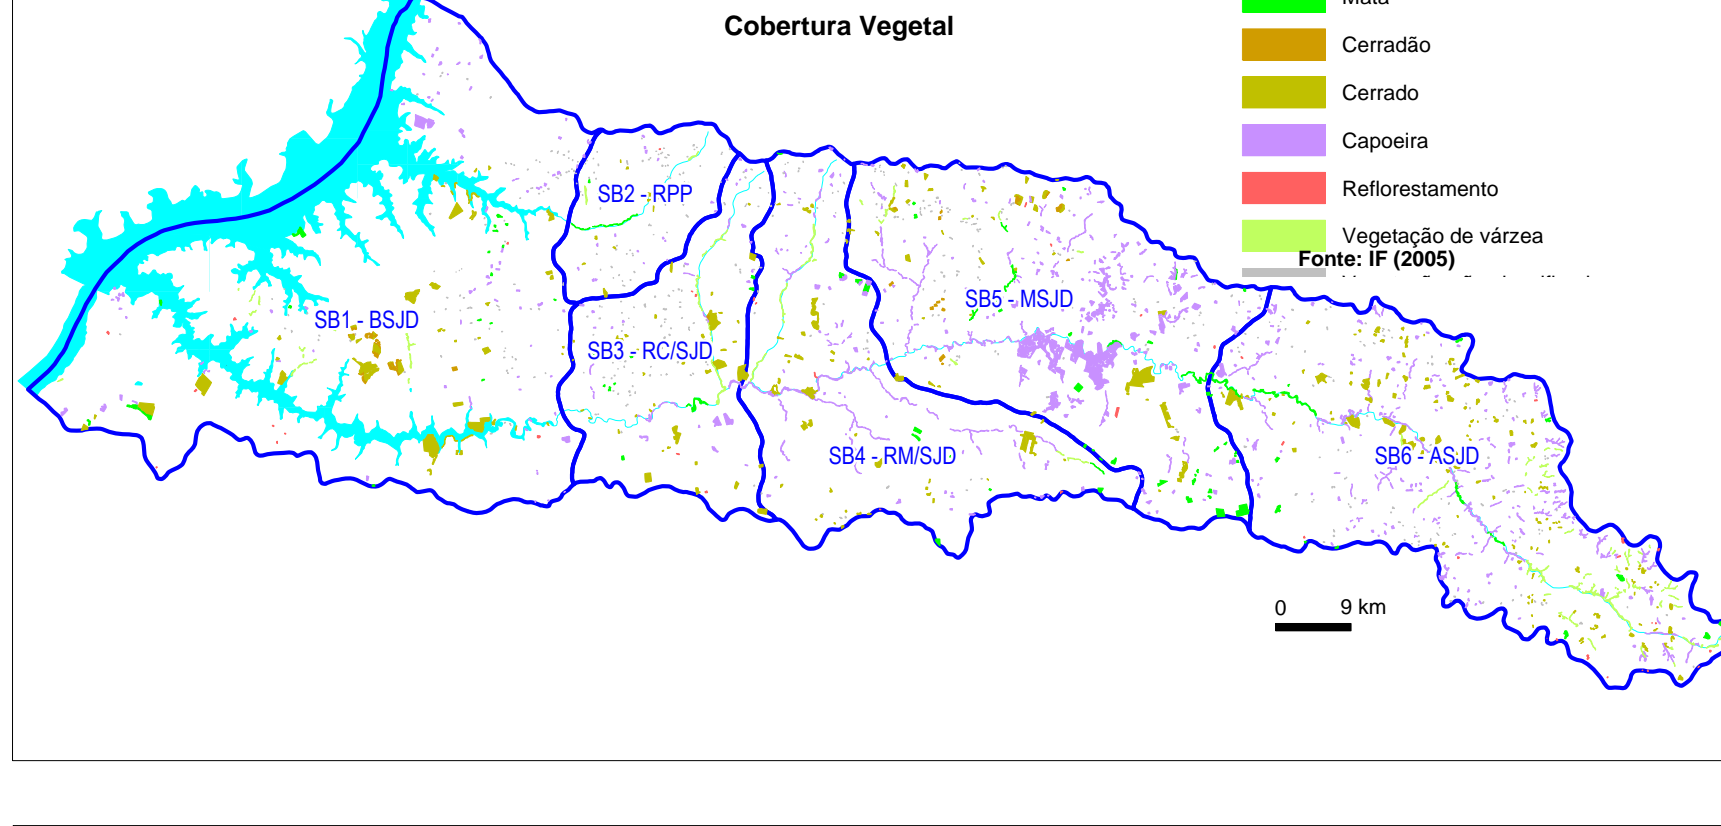 Cobertura Vegetal
Mata
Cerradão
Cerrado
Capoeira
Reflorestamento
Vegetação de várzea
Fonte: IF (2005)
SB2 - RPP
SB5 - MSJD
SB1 - BSJD
SB3 - RC/SJD
SB4 - RM/SJD
SB6 - ASJD
0 9 km